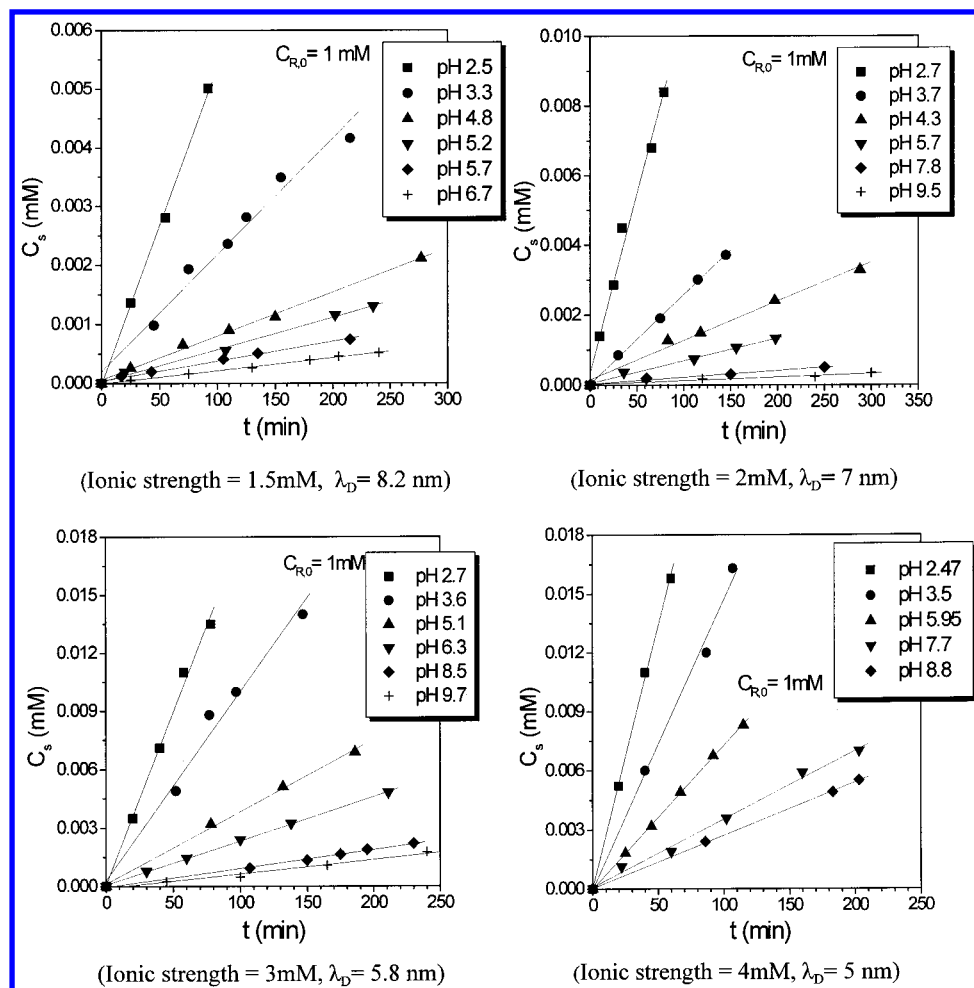 0.006
0.005
0.003
0.002
0.001
0.000
0
50
100
150
200
250
300
C_s (mM)
t (min)
C_R,0 = 1 mM
pH 2.5
pH 3.3
pH 4.8
pH 5.2
pH 5.7
pH 6.7
(Ionic strength = 1.5mM, λ_D= 8.2 nm)
0.010
0.008
0.006
0.004
0.002
0.000
0
50
100
150
200
250
300
350
C_s (mM)
t (min)
C_R,0= 1mM
pH 2.7
pH 3.7
pH 4.3
pH 5.7
pH 7.8
pH 9.5
(Ionic strength = 2mM, λ_D= 7 nm)
0.018
0.015
0.012
0.009
0.006
0.003
0.000
0
50
100
150
200
250
C_s (mM)
t (min)
C_R,0= 1mM
pH 2.7
pH 3.6
pH 5.1
pH 6.3
pH 8.5
pH 9.7
(Ionic strength = 3mM, λ_D= 5.8 nm)
0.018
0.015
0.012
0.009
0.006
0.003
0.000
0
50
100
150
200
250
C_s (mM)
t (min)
C_R,0= 1mM
pH 2.47
pH 3.5
pH 5.95
pH 7.7
pH 8.8
(Ionic strength = 4mM, λ_D= 5 nm)